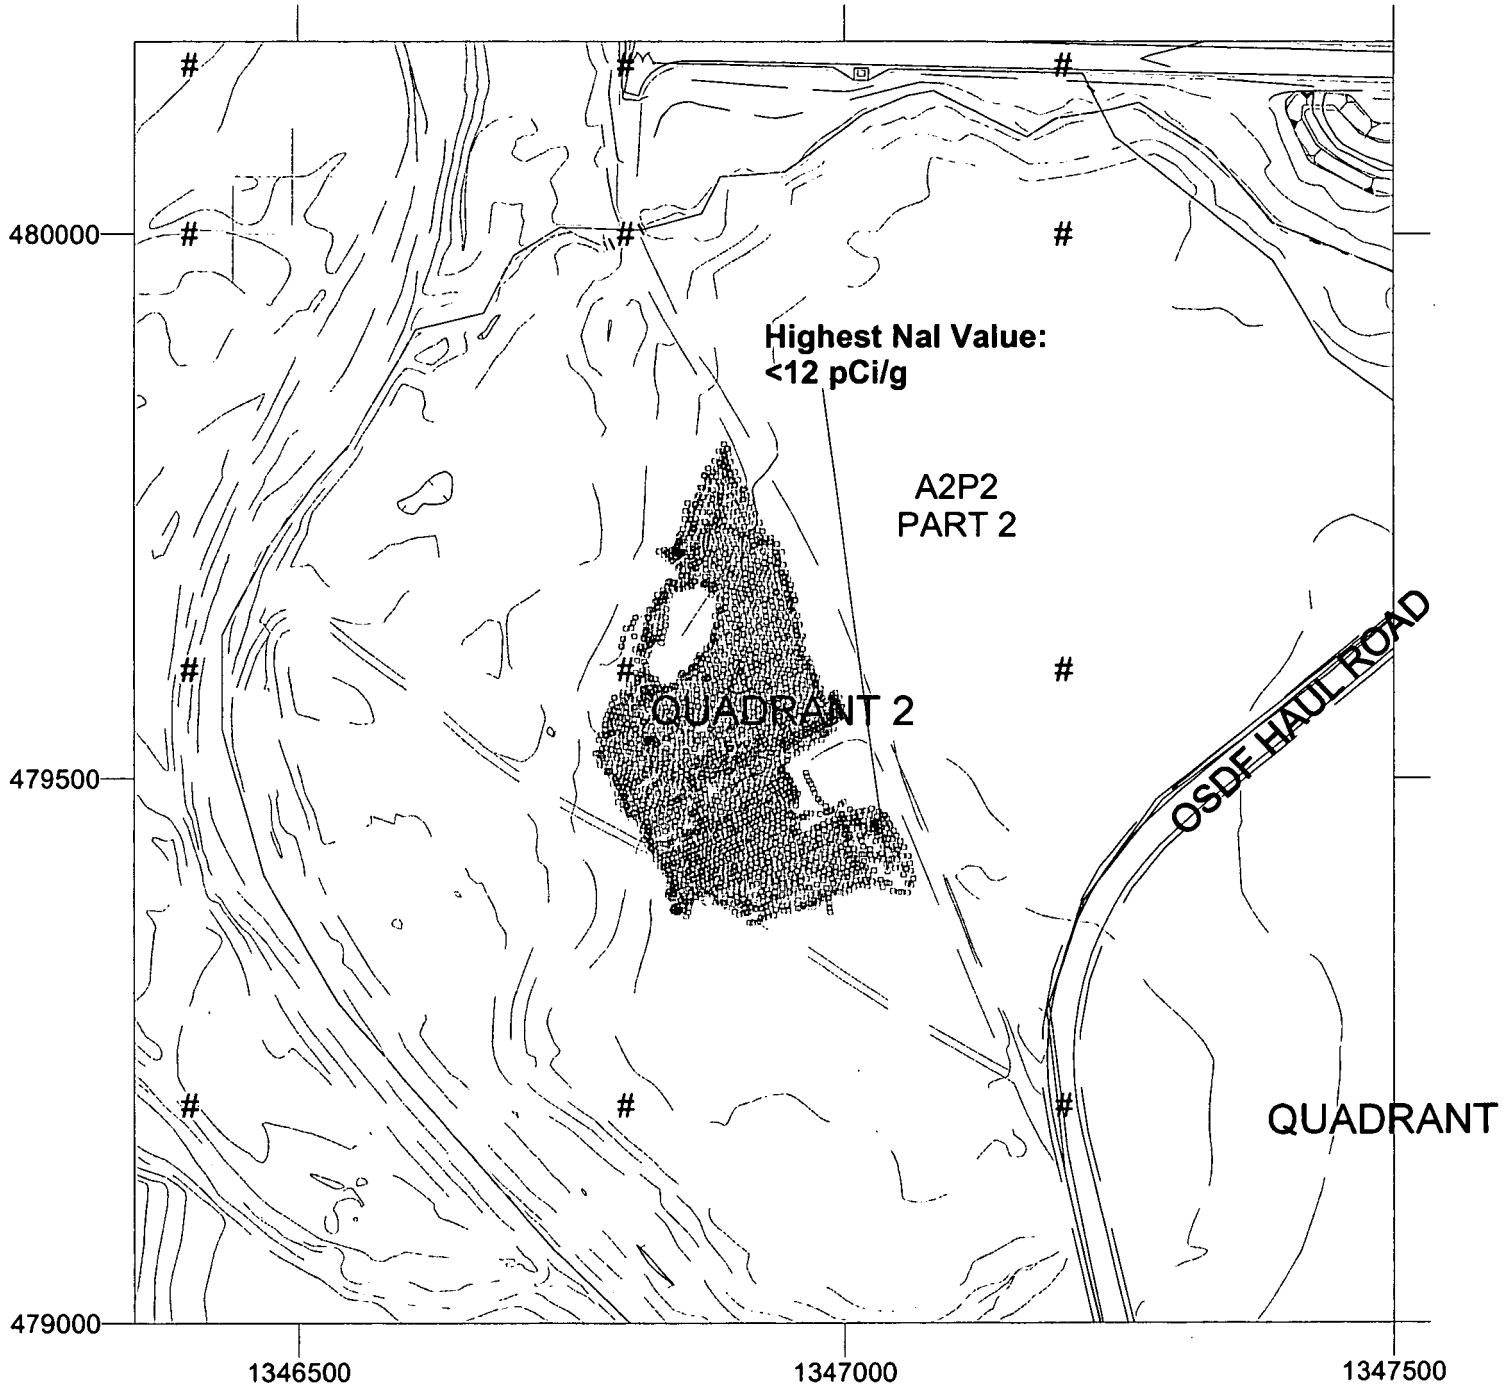 # # #
480000
# # #
Highest NaI Value:
<12 pCi/g
A2P2
PART 2
OSDF HAUL ROAD
# # #
QUADRANT 2
479500
# # #
QUADRANT
479000
1346500 1347000 1347500